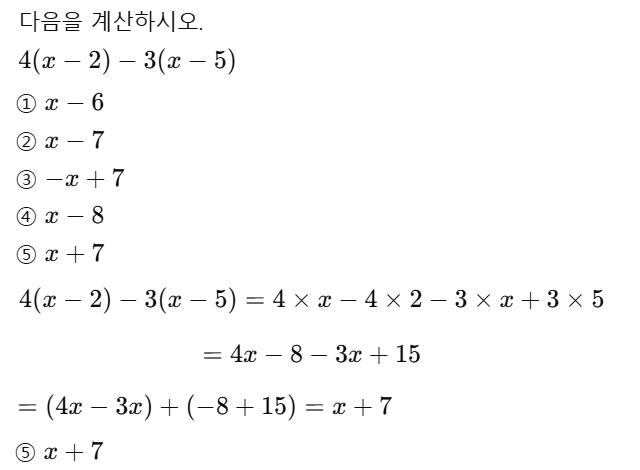 다음을 계산하시오.
4(x − 2) − 3(x − 5)
① x − 6
② x − 7
③ −x + 7
④ x − 8
⑤ x + 7
4(x − 2) − 3(x − 5) = 4 × x − 4 × 2 − 3 × x + 3 × 5
= 4x − 8 − 3x + 15
= (4x − 3x) + (−8 + 15) = x + 7
⑤ x + 7